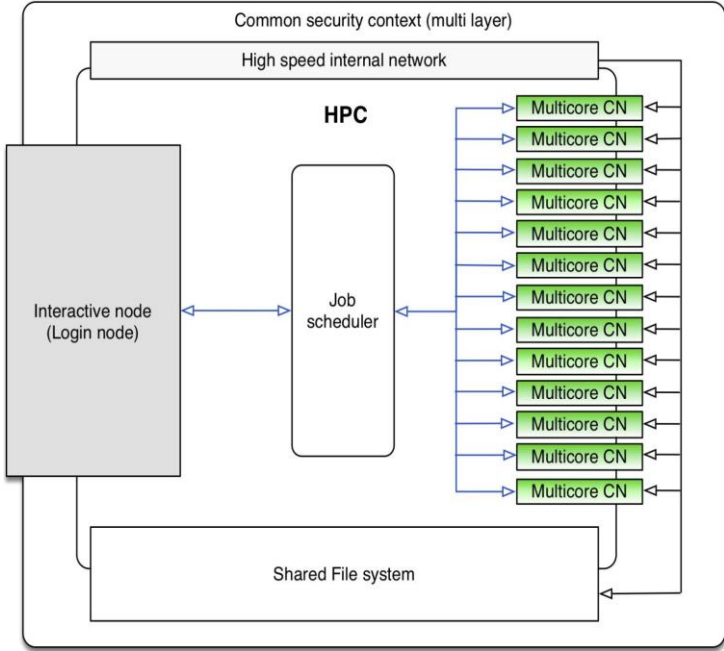 Common security context (multi layer)
High speed internal network
HPC
Multicore CN
Multicore CN
Multicore CN
Multicore CN
Multicore CN
Multicore CN
Multicore CN
Multicore CN
Multicore CN
Multicore CN
Multicore CN
Multicore CN
Multicore CN
Interactive node
(Login node)
Job
scheduler
Shared File system